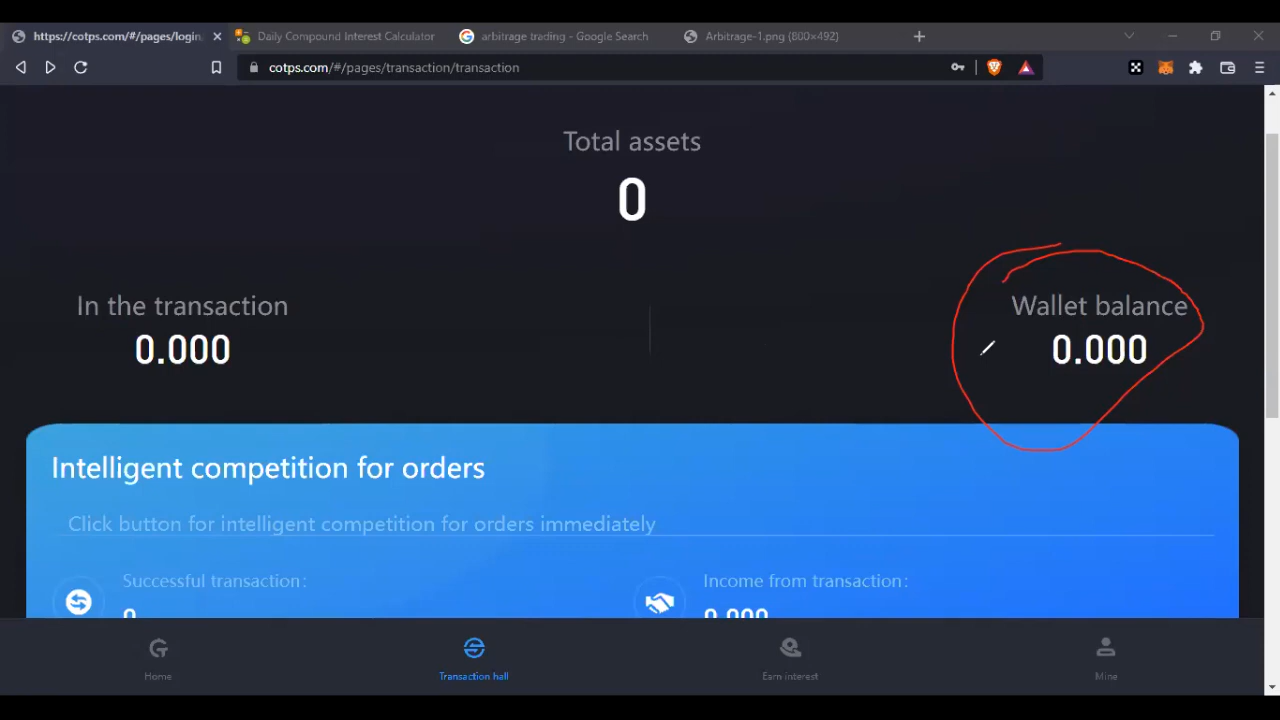 https://cotps.com/#/pages/login.
Daily Compound Interest Calculator
arbitrage trading - Google Search
Arbitrage-1.png (800×492)
cotps.com/#/pages/transaction/transaction
Total assets
0
In the transaction
0.000
Wallet balance
0.000
Intelligent competition for orders
Click button for intelligent competition for orders immediately
Successful transaction:
0
Income from transaction:
0.000
Home
Transaction hall
Earn interest
Mine